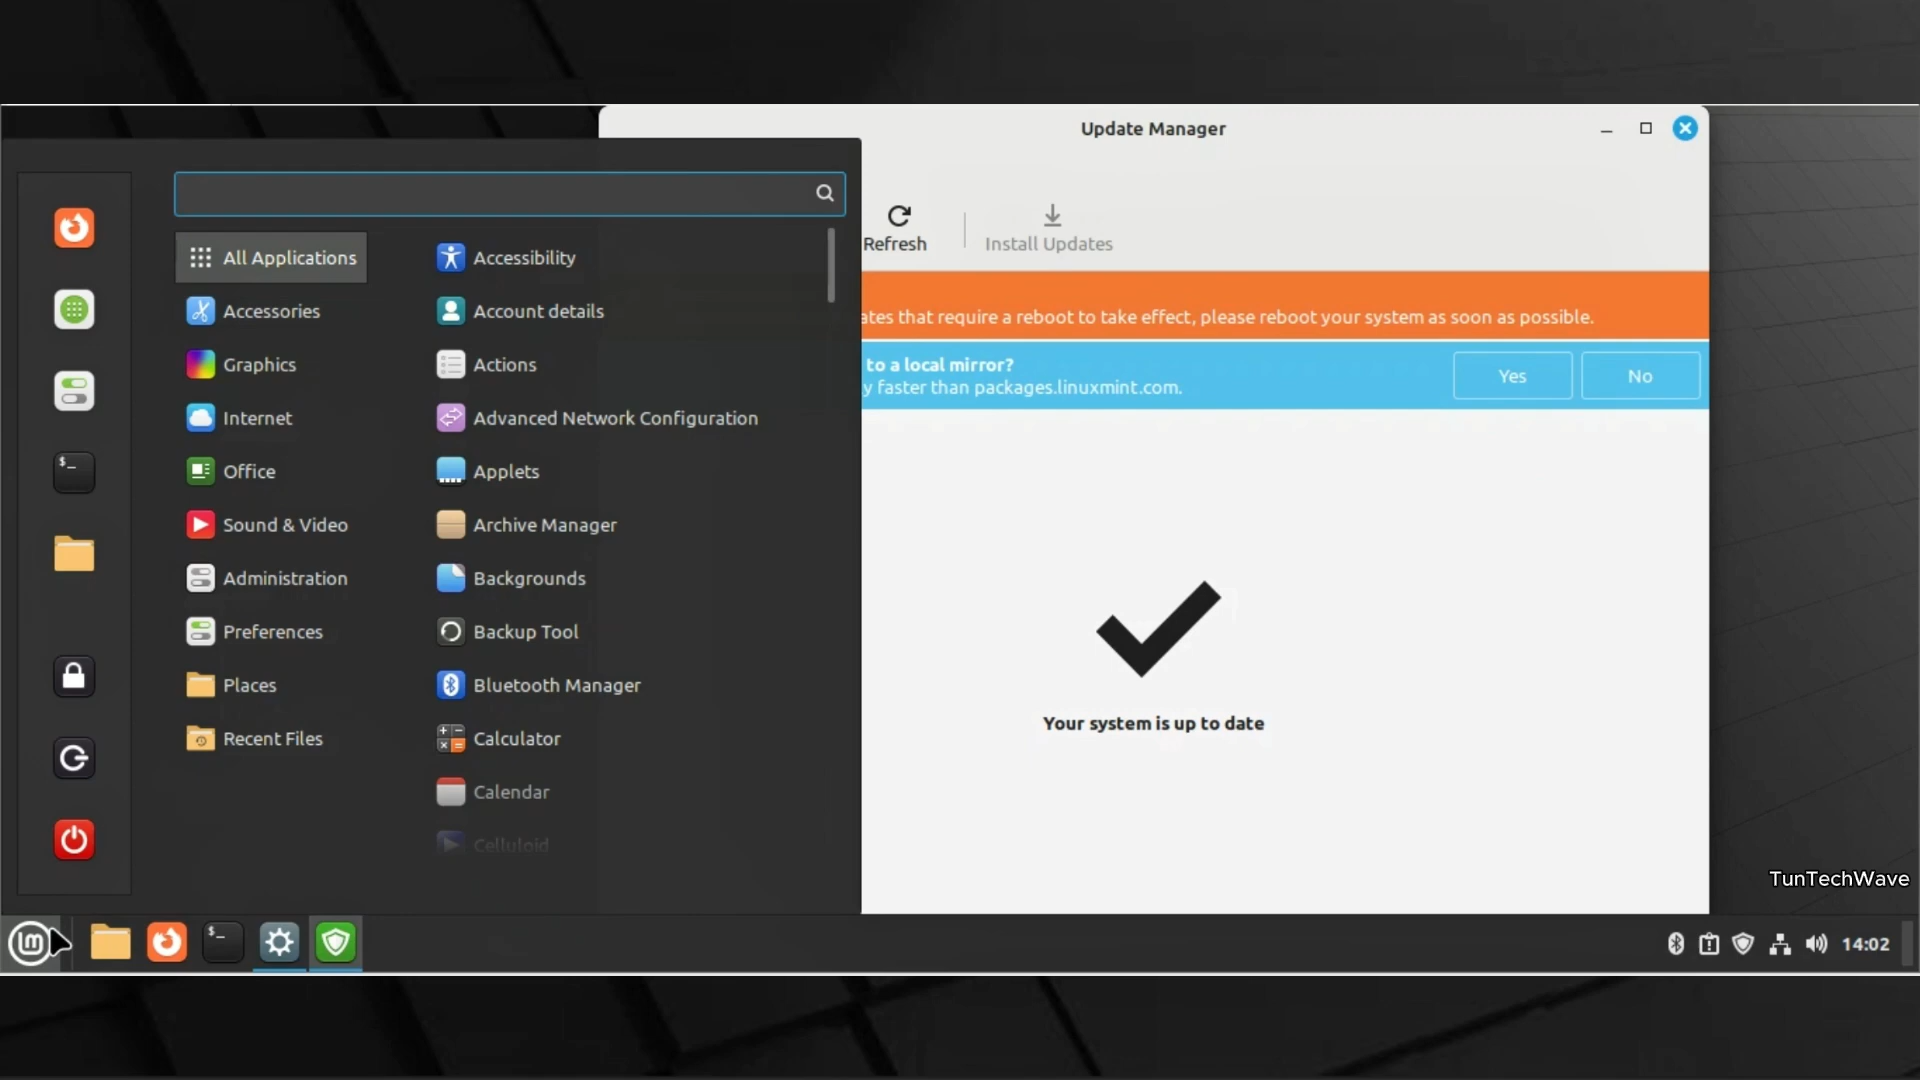 Update Manager
Refresh
Install Updates
ates that require a reboot to take effect, please reboot your system as soon as possible.
to a local mirror?
y faster than packages.linuxmint.com.
Yes
No
Your system is up to date
All Applications
Accessories
Graphics
Internet
Office
Sound & Video
Administration
Preferences
Places
Recent Files
Accessibility
Account details
Actions
Advanced Network Configuration
Applets
Archive Manager
Backgrounds
Backup Tool
Bluetooth Manager
Calculator
Calendar
Celluloid
TunTechWave
14:02